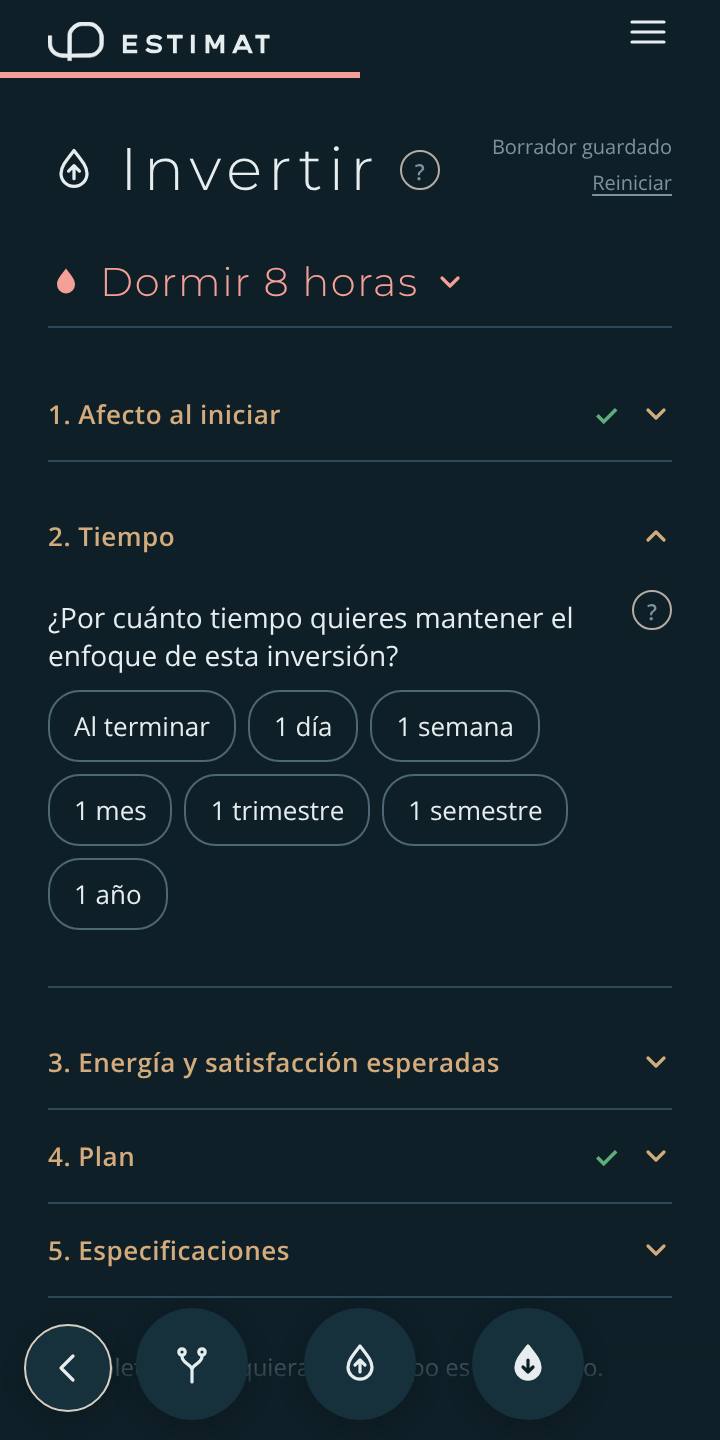 ESTIMAT
Invertir ?
Borrador guardado
Reiniciar
Dormir 8 horas
1. Afecto al iniciar
2. Tiempo
¿Por cuánto tiempo quieres mantener el ?
enfoque de esta inversión?
Al terminar 1 día 1 semana
1 mes 1 trimestre 1 semestre
1 año
3. Energía y satisfacción esperadas
4. Plan
5. Especificaciones